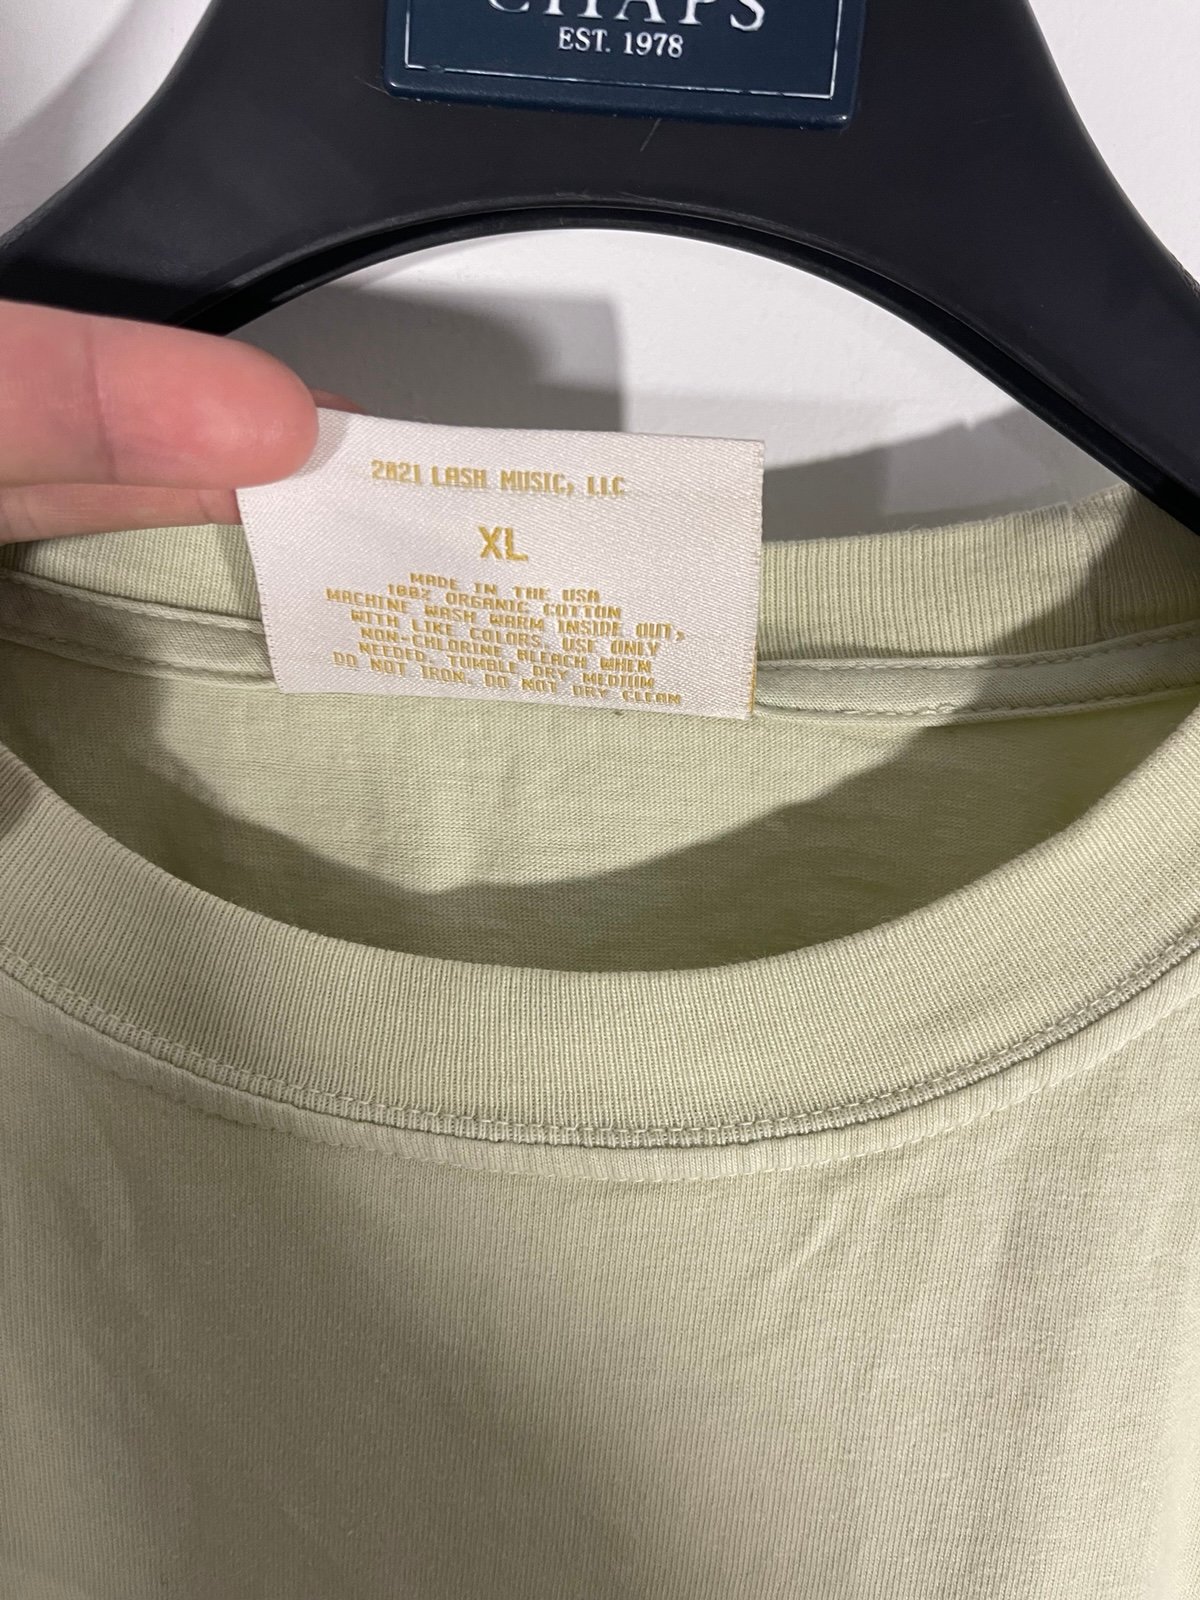 CHAPS
EST. 1978
2021 LASH MUSIC, LLC
XL
MADE IN THE USA
100% ORGANIC COTTON
MACHINE WASH WARM INSIDE OUT,
WITH LIKE COLORS, USE ONLY
NON-CHLORINE BLEACH WHEN
NEEDED, TUMBLE DRY MEDIUM
DO NOT IRON, DO NOT DRY CLEAN